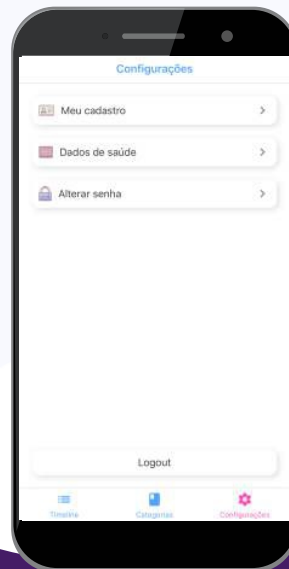 Configurações
Meu cadastro
Dados de saúde
Alterar senha
Logout
Timeline
Categorias
Configurações